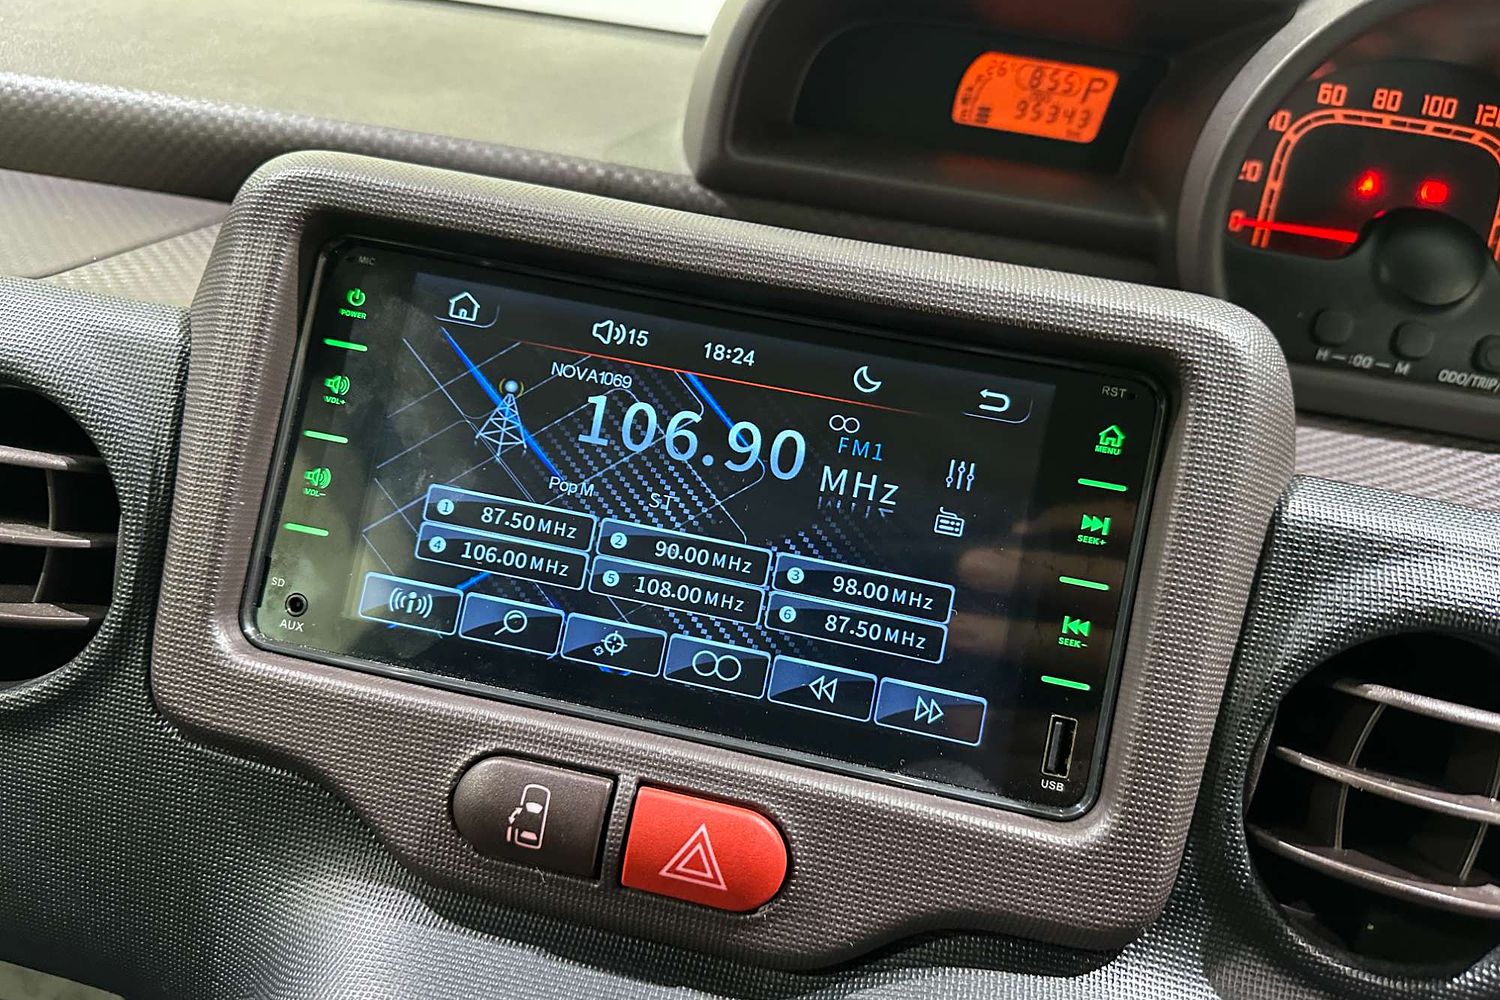 26°
8:55
P
95343
60
80
100
0
H — :00 — M
ODO/TRIP
MIC
POWER
VOL+
VOL-
SD
AUX
15
18:24
NOVA1069
106.90
MHz
FM1
Pop M
ST
1 87.50MHz
2 90.00MHz
3 98.00MHz
4 106.00MHz
5 108.00MHz
6 87.50MHz
RST
MENU
SEEK+
SEEK-
USB